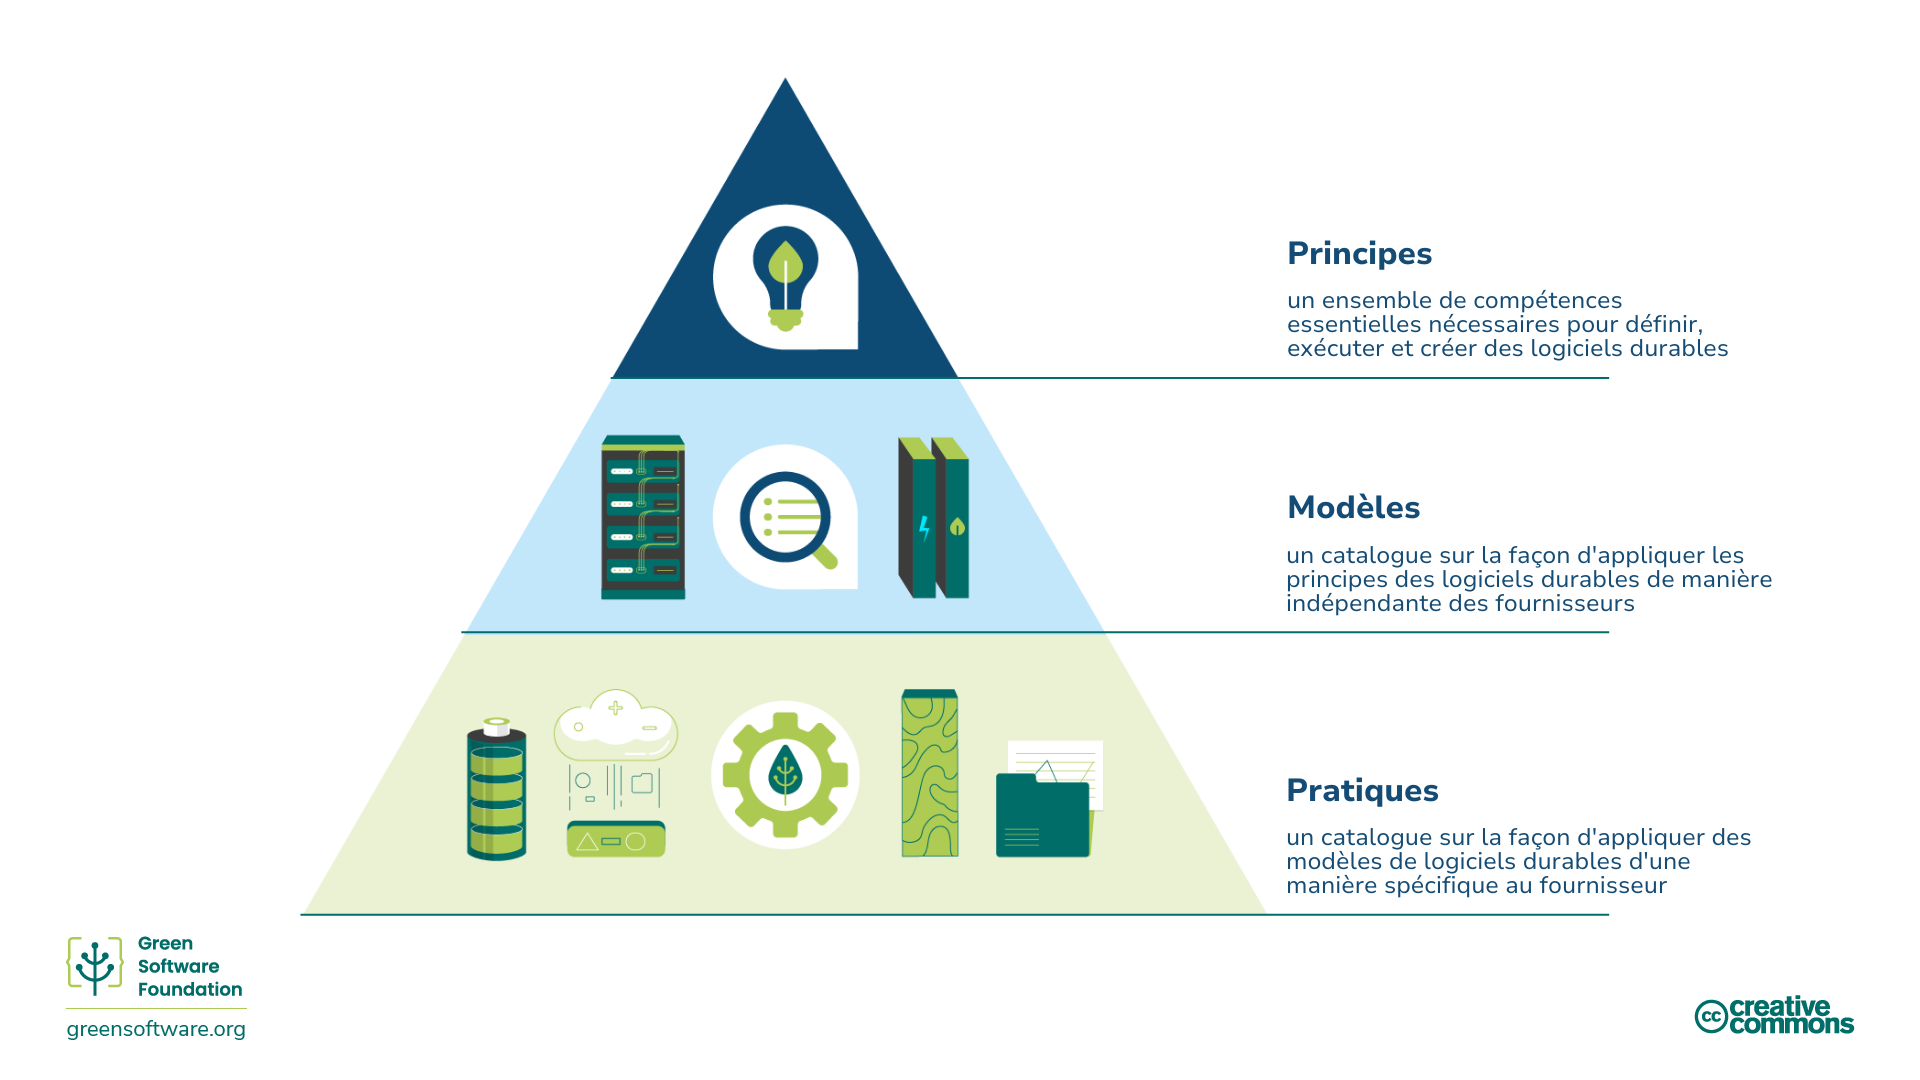 Principes
un ensemble de compétences
essentielles nécessaires pour définir,
exécuter et créer des logiciels durables
Modèles
un catalogue sur la façon d'appliquer les
principes des logiciels durables de manière
indépendante des fournisseurs
Pratiques
un catalogue sur la façon d'appliquer des
modèles de logiciels durables d'une
manière spécifique au fournisseur
Green
Software
Foundation
greensoftware.org
cc creative
commons